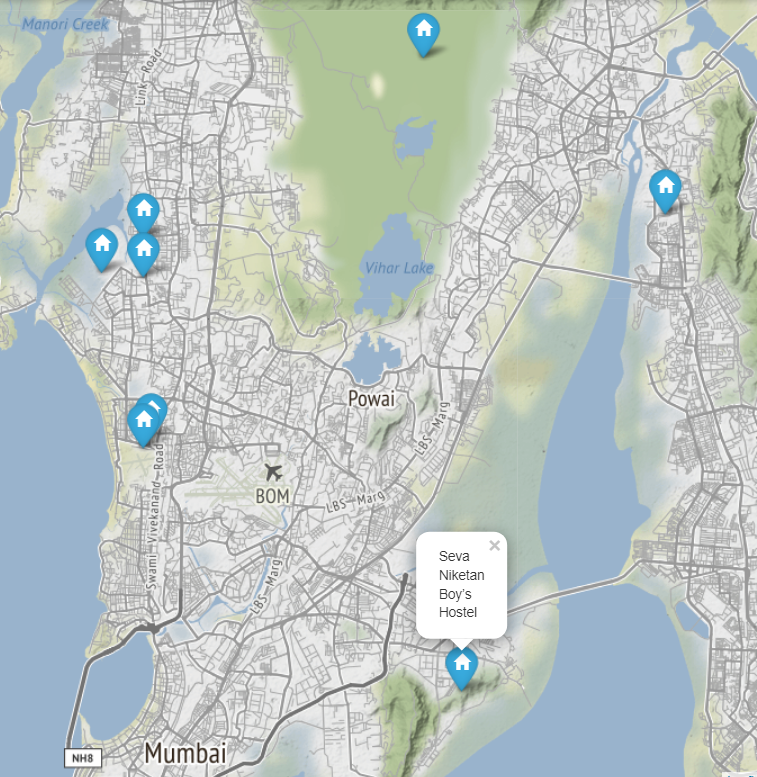 Manori Creek
Link Road
Vihar Lake
Powai
LBS Marg
BOM
LBS Marg
Swami Vivekanand Road
LBS Marg
×
Seva
Niketan
Boy's
Hostel
NH8
Mumbai